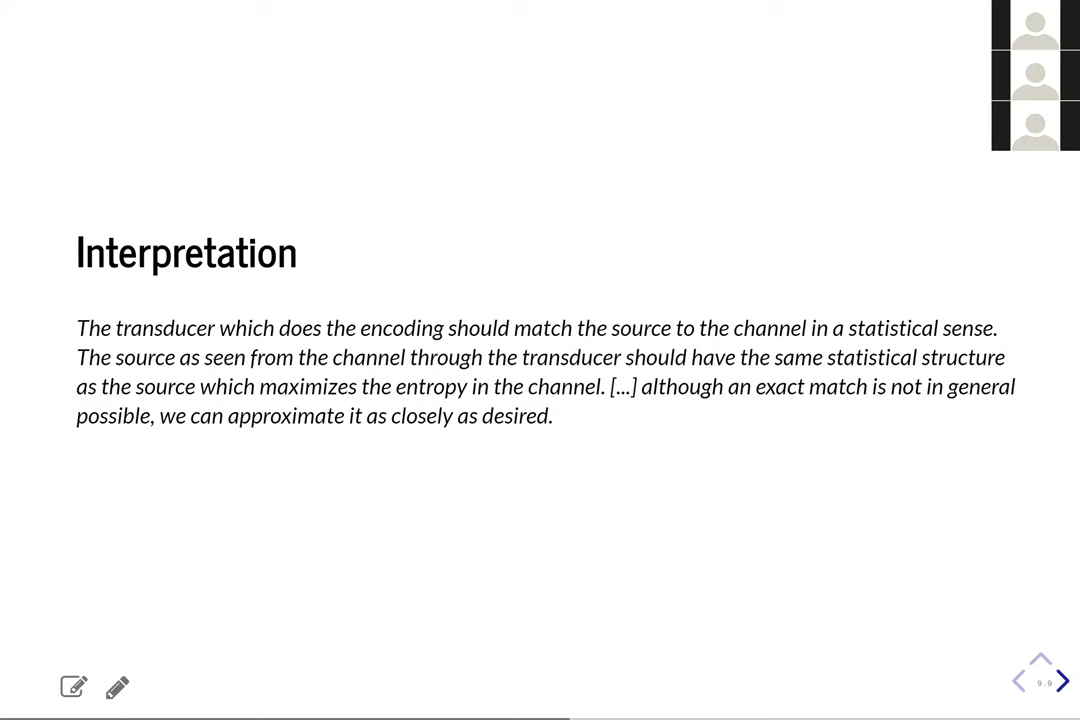 Interpretation
The transducer which does the encoding should match the source to the channel in a statistical sense.
The source as seen from the channel through the transducer should have the same statistical structure
as the source which maximizes the entropy in the channel. [...] although an exact match is not in general
possible, we can approximate it as closely as desired.
9.9